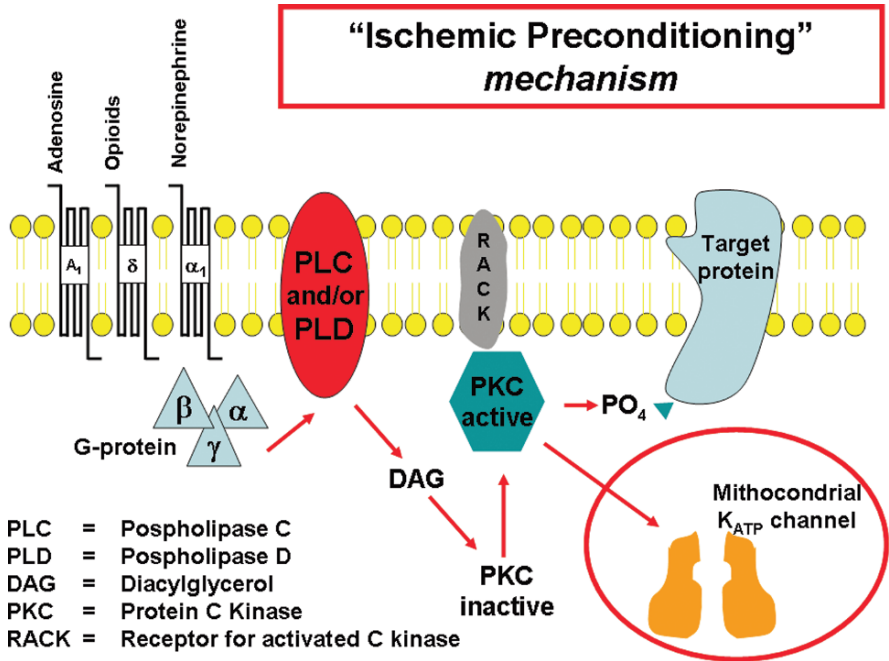 “Ischemic Preconditioning”
mechanism
Adenosine
Opioids
Norepinephrine
A1
δ
α1
PLC
and/or
PLD
R
A
C
K
Target
protein
β
α
γ
G-protein
PKC
active
PO4
DAG
PKC
inactive
Mithocondrial
KATP channel
PLC = Pospholipase C
PLD = Pospholipase D
DAG = Diacylglycerol
PKC = Protein C Kinase
RACK = Receptor for activated C kinase